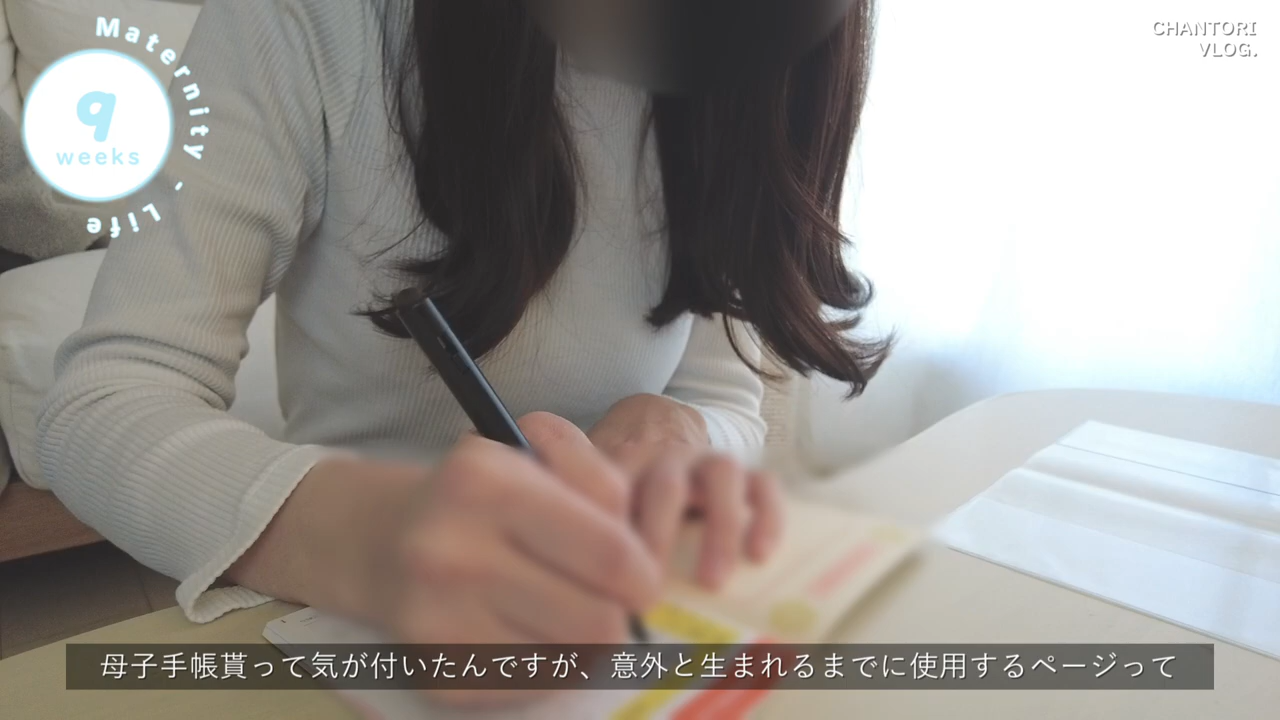 Maternity・Life
9
weeks
CHANTORI
VLOG.
母子手帳貰って気が付いたんですが、意外と生まれるまでに使用するページって